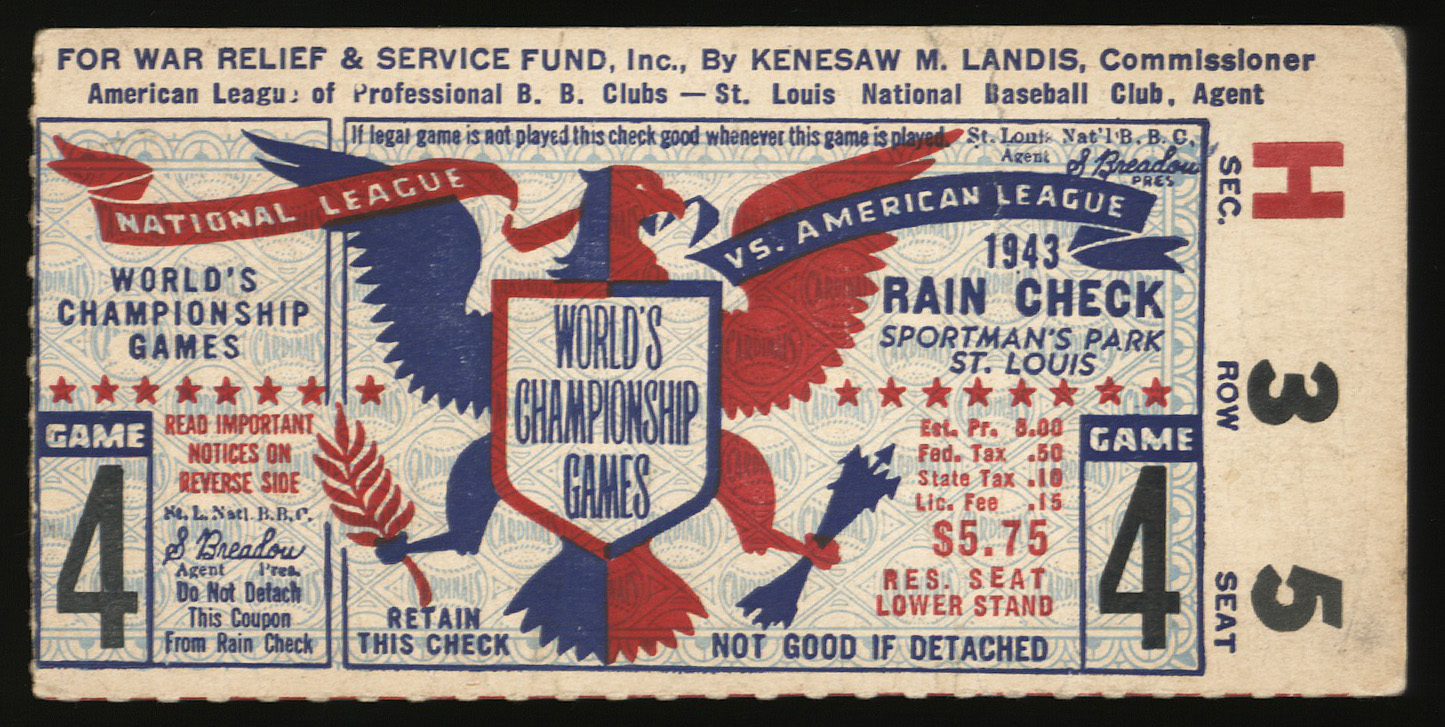 FOR WAR RELIEF & SERVICE FUND, Inc., By KENESAW M. LANDIS, Commissioner
American League of Professional B. B. Clubs — St. Louis National Baseball Club, Agent
If legal game is not played this check good whenever this game is played.
St. Louis Nat'l B. B. C.
Agent S Breadon
PRES
NATIONAL LEAGUE
VS. AMERICAN LEAGUE
WORLD'S
CHAMPIONSHIP
GAMES
GAME
4
READ IMPORTANT
NOTICES ON
REVERSE SIDE
St. L. Natl. B.B.C.
S Breadon
Agent Pres.
Do Not Detach
This Coupon
From Rain Check
WORLD'S
CHAMPIONSHIP
GAMES
RETAIN
THIS CHECK
1943
RAIN CHECK
SPORTMAN'S PARK
ST. LOUIS
Est. Pr. 5.00
Fed. Tax .50
State Tax .10
Lic. Fee .15
$5.75
RES. SEAT
LOWER STAND
NOT GOOD IF DETACHED
GAME
4
SEC. H
ROW 3
SEAT 5